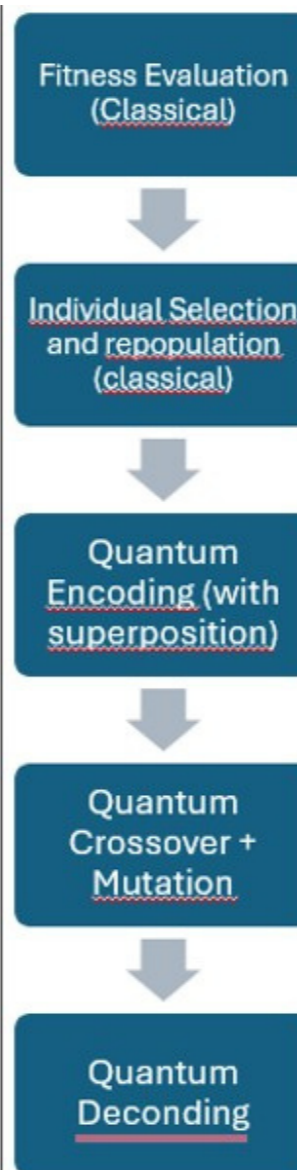 Fitness Evaluation
(Classical)
Individual Selection
and repopulation
(classical)
Quantum
Encoding (with
superposition)
Quantum
Crossover +
Mutation
Quantum
Deconding